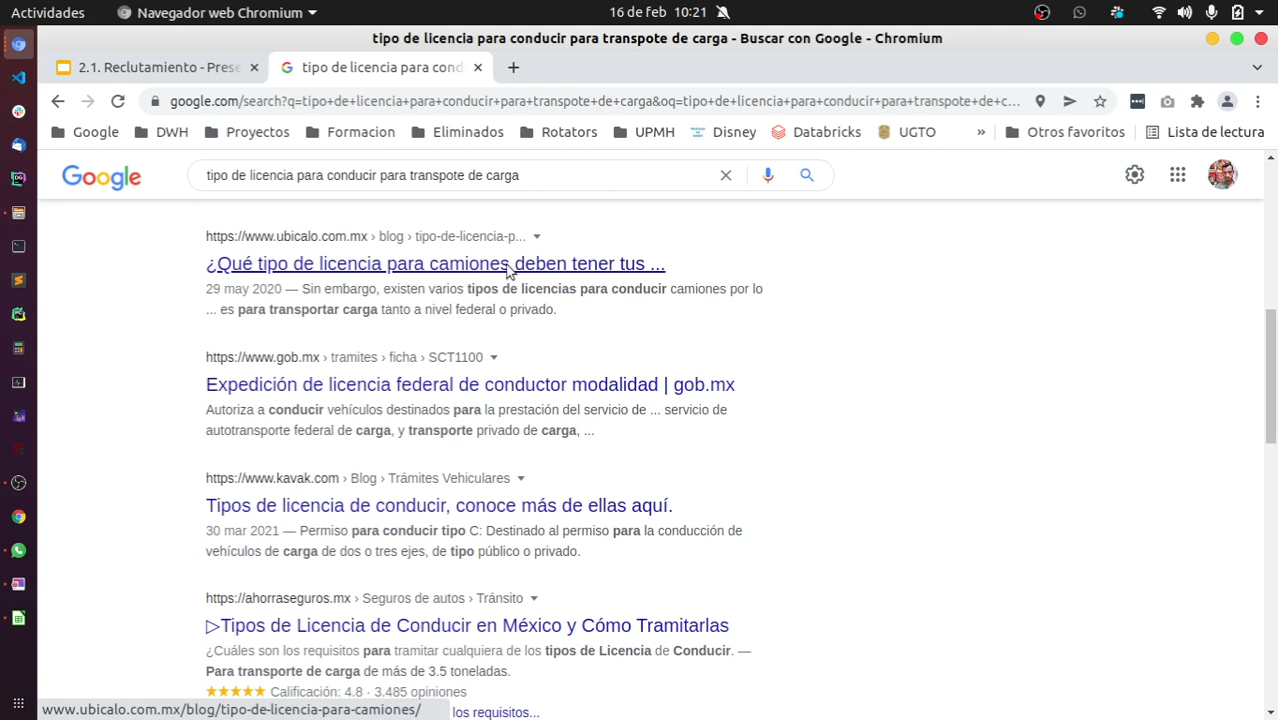 Actividades
Navegador web Chromium
16 de feb 10:21
tipo de licencia para conducir para transpote de carga - Buscar con Google - Chromium
2.1. Reclutamiento - Prese
tipo de licencia para cond
google.com/search?q=tipo+de+licencia+para+conducir+para+transpote+de+carga&oq=tipo+de+licencia+para+conducir+para+transpote+de+c...
Google
DWH
Proyectos
Formacion
Eliminados
Rotators
UPMH
Disney
Databricks
UGTO
»
Otros favoritos
Lista de lectura
Google
tipo de licencia para conducir para transpote de carga
https://www.ubicalo.com.mx › blog › tipo-de-licencia-p...
¿Qué tipo de licencia para camiones deben tener tus ...
29 may 2020 — Sin embargo, existen varios tipos de licencias para conducir camiones por lo
... es para transportar carga tanto a nivel federal o privado.
https://www.gob.mx › tramites › ficha › SCT1100
Expedición de licencia federal de conductor modalidad | gob.mx
Autoriza a conducir vehículos destinados para la prestación del servicio de ... servicio de
autotransporte federal de carga, y transporte privado de carga, ...
https://www.kavak.com › Blog › Trámites Vehiculares
Tipos de licencia de conducir, conoce más de ellas aquí.
30 mar 2021 — Permiso para conducir tipo C: Destinado al permiso para la conducción de
vehículos de carga de dos o tres ejes, de tipo público o privado.
https://ahorraseguros.mx › Seguros de autos › Tránsito
▷Tipos de Licencia de Conducir en México y Cómo Tramitarlas
¿Cuáles son los requisitos para tramitar cualquiera de los tipos de Licencia de Conducir. —
Para transporte de carga de más de 3.5 toneladas.
★★★★★ Calificación: 4.8 · 3.485 opiniones
www.ubicalo.com.mx/blog/tipo-de-licencia-para-camiones/
los requisitos...